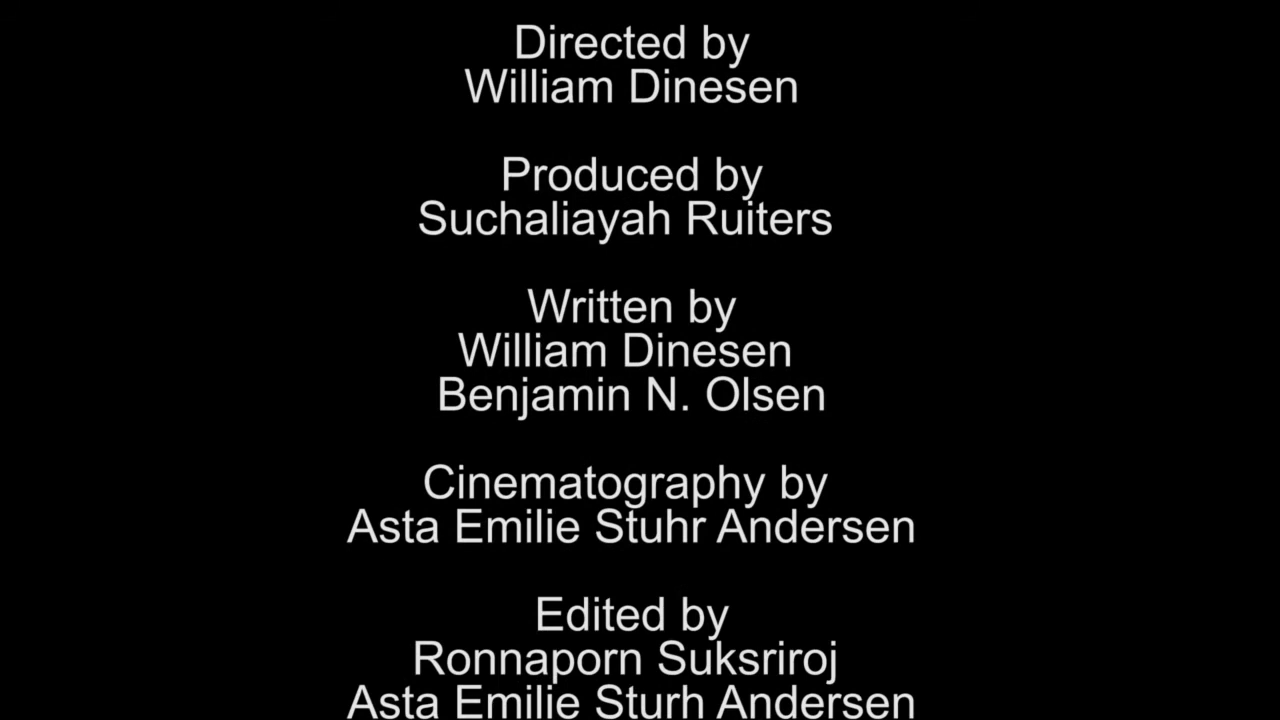 Directed by
William Dinesen
Produced by
Suchaliayah Ruiters
Written by
William Dinesen
Benjamin N. Olsen
Cinematography by
Asta Emilie Stuhr Andersen
Edited by
Ronnaporn Suksriroj
Asta Emilie Sturh Andersen